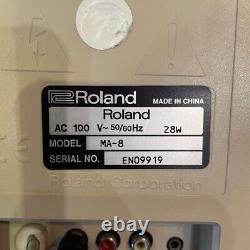 Roland
MADE IN CHINA
Roland
AC 100 V~50/60Hz 28W
MODEL MA-8
SERIAL NO. EN09919
Roland Corporation